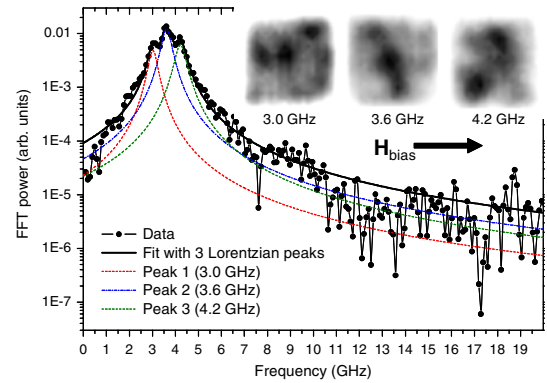 0.01
1E-3
1E-4
1E-5
1E-6
1E-7
FFT power (arb. units)
3.0 GHz 3.6 GHz 4.2 GHz
H bias
Data
Fit with 3 Lorentzian peaks
Peak 1 (3.0 GHz)
Peak 2 (3.6 GHz)
Peak 3 (4.2 GHz)
0 1 2 3 4 5 6 7 8 9 10 11 12 13 14 15 16 17 18 19
Frequency (GHz)